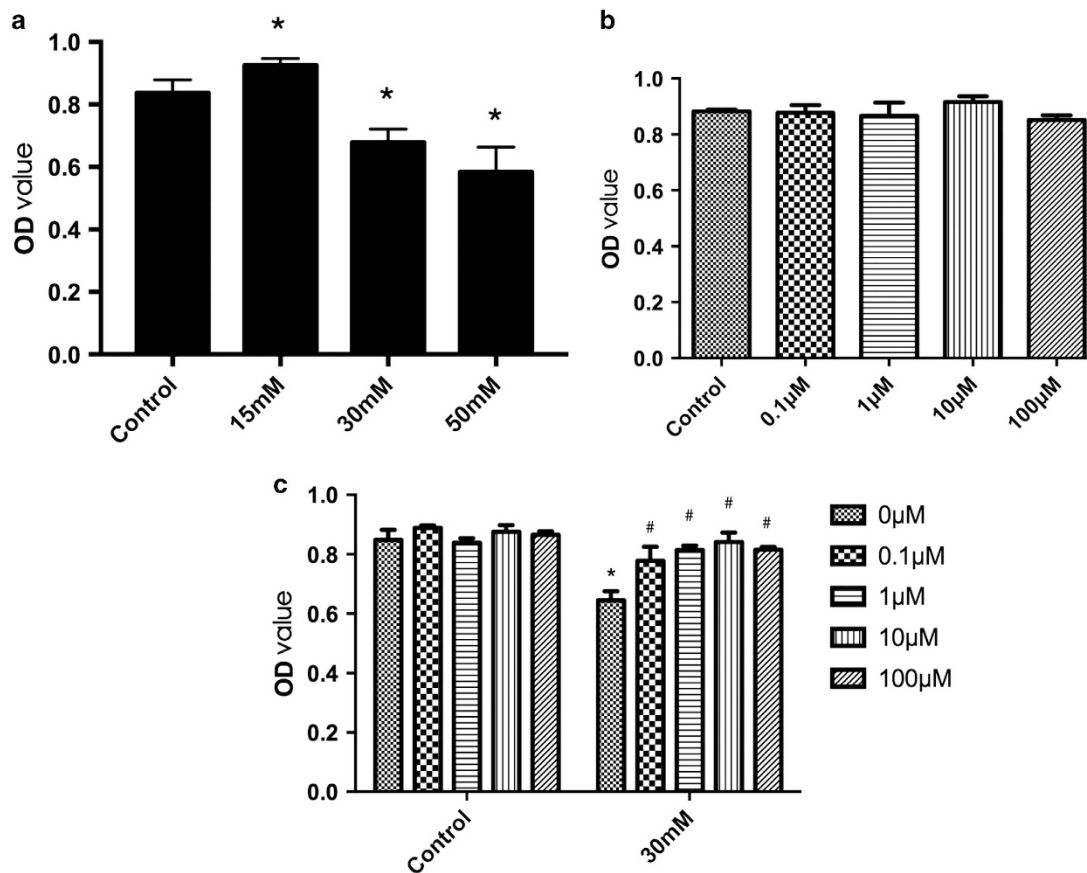 a
* * *
1.0
0.8
0.6
0.4
0.2
0.0
OD value
Control 15mM 30mM 50mM
b
1.0
0.8
0.6
0.4
0.2
0.0
OD value
Control 0.1µM 1µM 10µM 100µM
c
1.0
0.8
0.6
0.4
0.2
0.0
OD value
* # # # #
Control 30mM
0µM
0.1µM
1µM
10µM
100µM